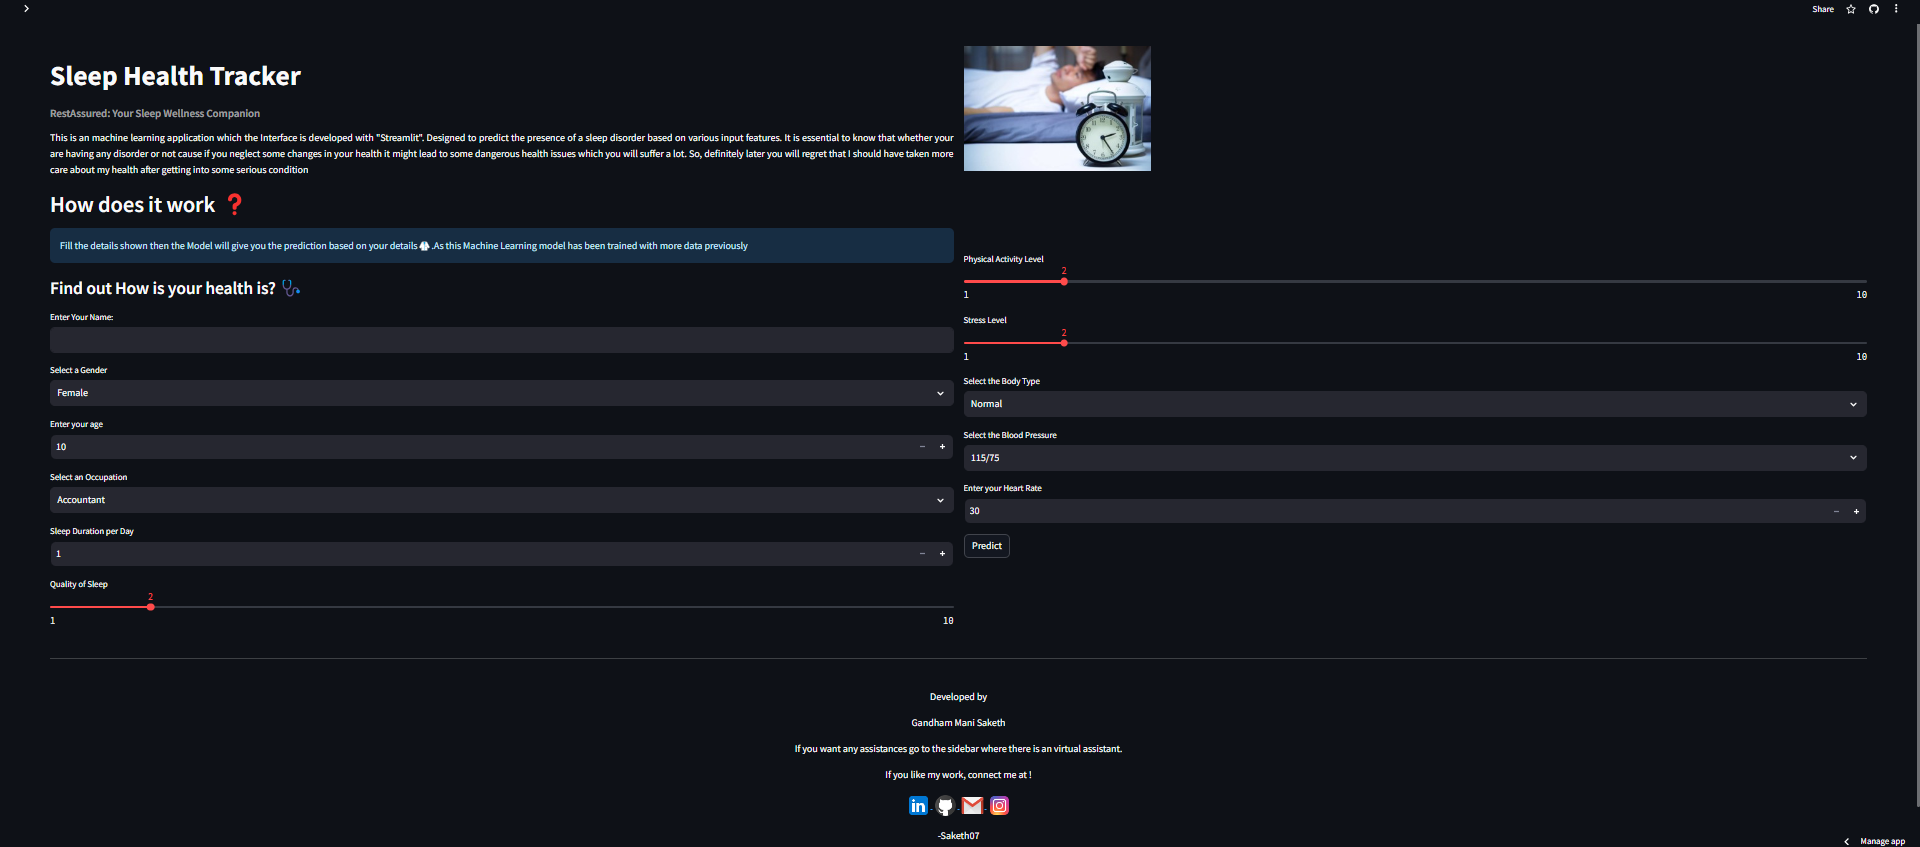 Share
Sleep Health Tracker
RestAssured: Your Sleep Wellness Companion
This is an machine learning application which the Interface is developed with "Streamlit". Designed to predict the presence of a sleep disorder based on various input features. It is essential to know that whether your
are having any disorder or not cause if you neglect some changes in your health it might lead to some dangerous health issues which you will suffer a lot. So, definitely later you will regret that I should have taken more
care about my health after getting into some serious condition
How does it work ❓
Fill the details shown then the Model will give you the prediction based on your details .As this Machine Learning model has been trained with more data previously
Find out How is your health is? 🩺
Enter Your Name:
Select a Gender
Female
Enter your age
10
Select an Occupation
Accountant
Sleep Duration per Day
1
Quality of Sleep
2
1 10
Physical Activity Level
2
1 10
Stress Level
2
1 10
Select the Body Type
Normal
Select the Blood Pressure
115/75
Enter your Heart Rate
30
Predict
Developed by
Gandham Mani Saketh
If you want any assistances go to the sidebar where there is an virtual assistant.
If you like my work, connect me at !
in
-Saketh07
Manage app